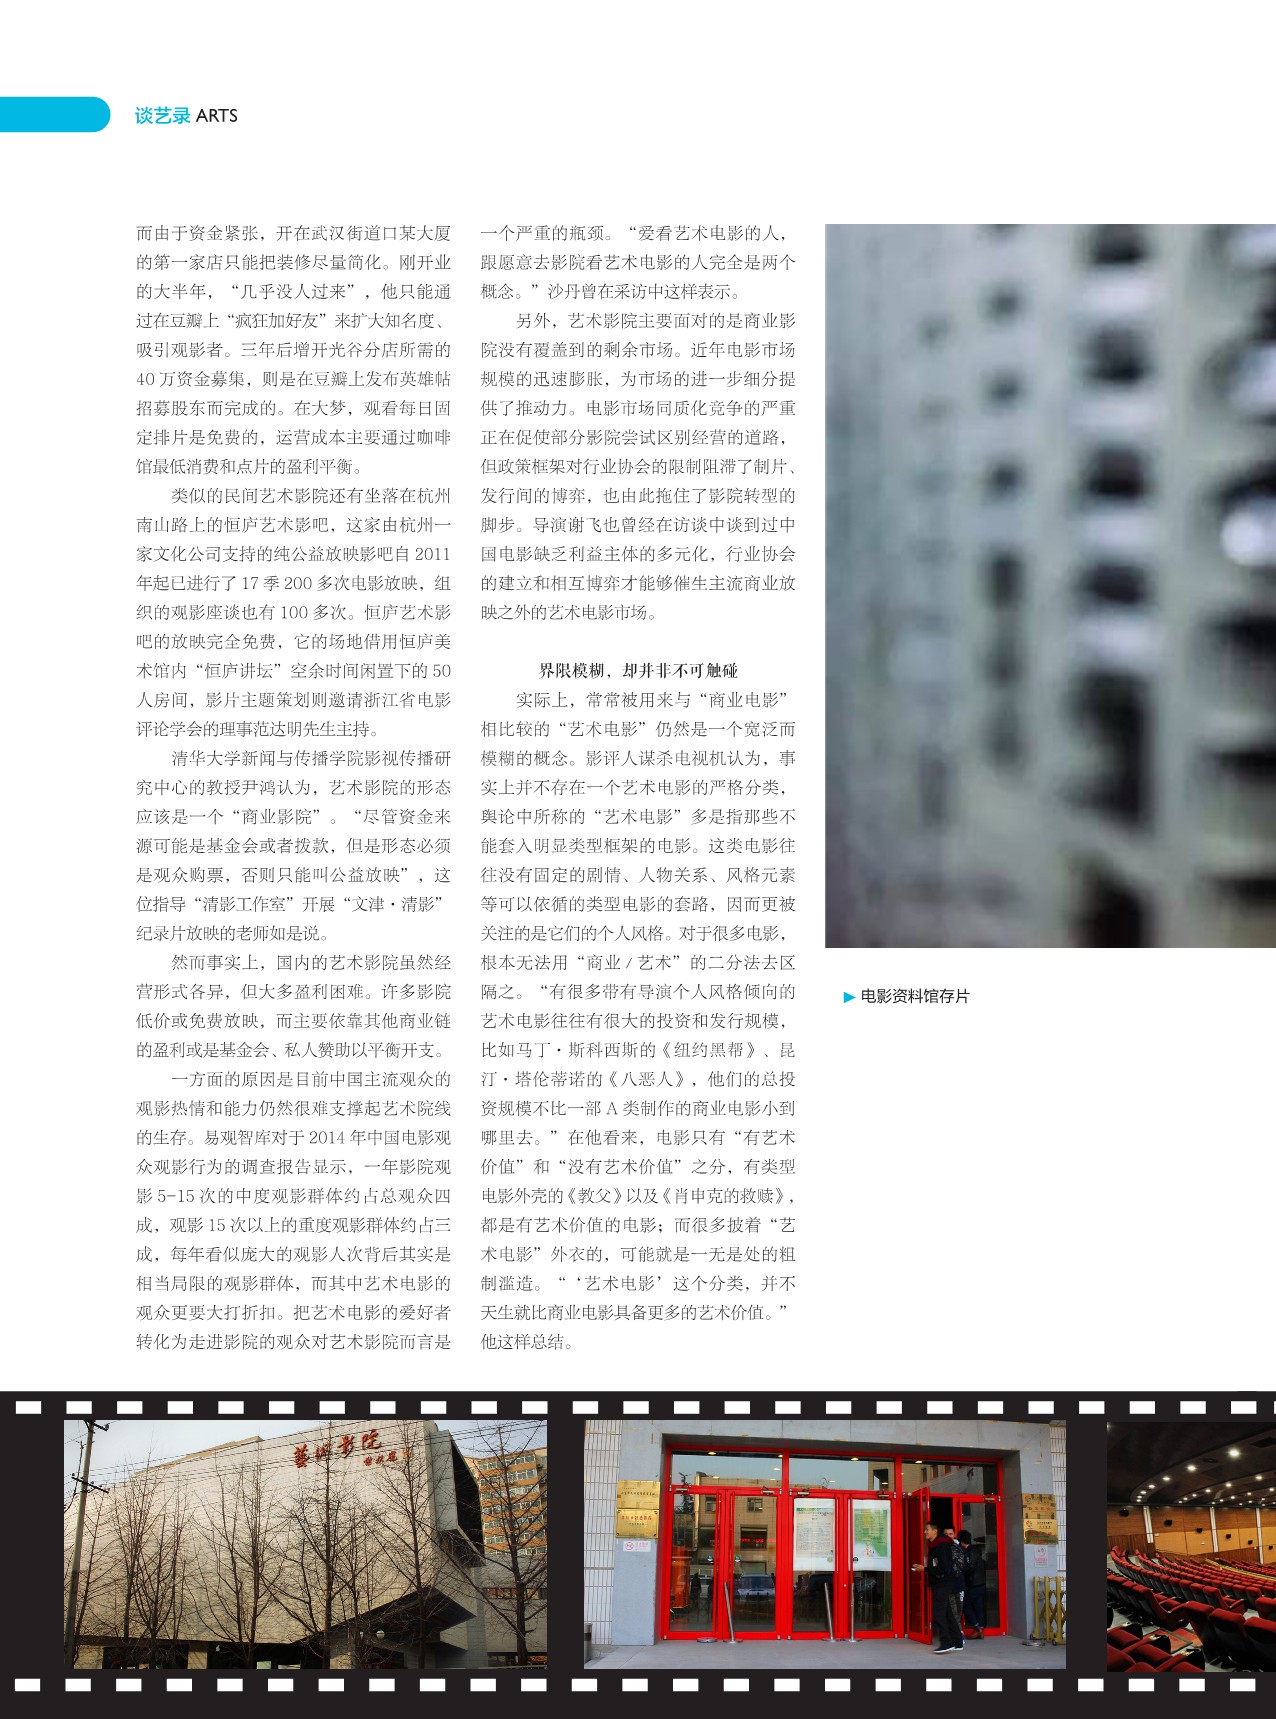 谈艺录 ARTS
而由于资金紧张，开在武汉街道口某大厦
的第一家店只能把装修尽量简化。刚开业
的大半年，“几乎没人过来”，他只能通
过在豆瓣上“疯狂加好友”来扩大知名度、
吸引观影者。三年后增开光谷分店所需的
40 万资金募集，则是在豆瓣上发布英雄帖
招募股东而完成的。在大梦，观看每日固
定排片是免费的，运营成本主要通过咖啡
馆最低消费和点片的盈利平衡。
类似的民间艺术影院还有坐落在杭州
南山路上的恒庐艺术影吧，这家由杭州一
家文化公司支持的纯公益放映影吧自 2011
年起已进行了 17 季 200 多次电影放映，组
织的观影座谈也有 100 多次。恒庐艺术影
吧的放映完全免费，它的场地借用恒庐美
术馆内“恒庐讲坛”空余时间闲置下的 50
人房间，影片主题策划则邀请浙江省电影
评论学会的理事范达明先生主持。
清华大学新闻与传播学院影视传播研
究中心的教授尹鸿认为，艺术影院的形态
应该是一个“商业影院”。“尽管资金来
源可能是基金会或者拨款，但是形态必须
是观众购票，否则只能叫公益放映”，这
位指导“清影工作室”开展“文津·清影”
纪录片放映的老师如是说。
然而事实上，国内的艺术影院虽然经
营形式各异，但大多盈利困难。许多影院
低价或免费放映，而主要依靠其他商业链
的盈利或是基金会、私人赞助以平衡开支。
一方面的原因是目前中国主流观众的
观影热情和能力仍然很难支撑起艺术院线
的生存。易观智库对于 2014 年中国电影观
众观影行为的调查报告显示，一年影院观
影 5-15 次的中度观影群体约占总观众四
成，观影 15 次以上的重度观影群体约占三
成，每年看似庞大的观影人次背后其实是
相当局限的观影群体，而其中艺术电影的
观众更要大打折扣。把艺术电影的爱好者
转化为走进影院的观众对艺术影院而言是
一个严重的瓶颈。“爱看艺术电影的人，
跟愿意去影院看艺术电影的人完全是两个
概念。”沙丹曾在采访中这样表示。
另外，艺术影院主要面对的是商业影
院没有覆盖到的剩余市场。近年电影市场
规模的迅速膨胀，为市场的进一步细分提
供了推动力。电影市场同质化竞争的严重
正在促使部分影院尝试区别经营的道路，
但政策框架对行业协会的限制阻滞了制片、
发行间的博弈，也由此拖住了影院转型的
脚步。导演谢飞也曾经在访谈中谈到过中
国电影缺乏利益主体的多元化，行业协会
的建立和相互博弈才能够催生主流商业放
映之外的艺术电影市场。
界限模糊，却并非不可触碰
实际上，常常被用来与“商业电影”
相比较的“艺术电影”仍然是一个宽泛而
模糊的概念。影评人谋杀电视机认为，事
实上并不存在一个艺术电影的严格分类，
舆论中所称的“艺术电影”多是指那些不
能套入明显类型框架的电影。这类电影往
往没有固定的剧情、人物关系、风格元素
等可以依循的类型电影的套路，因而更被
关注的是它们的个人风格。对于很多电影，
根本无法用“商业 / 艺术”的二分法去区
隔之。“有很多带有导演个人风格倾向的
艺术电影往往有很大的投资和发行规模，
比如马丁·斯科西斯的《纽约黑帮》、昆
汀·塔伦蒂诺的《八恶人》，他们的总投
资规模不比一部 A 类制作的商业电影小到
哪里去。”在他看来，电影只有“有艺术
价值”和“没有艺术价值”之分，有类型
电影外壳的《教父》以及《肖申克的救赎》，
都是有艺术价值的电影；而很多披着“艺
术电影”外衣的，可能就是一无是处的粗
制滥造。“‘艺术电影’这个分类，并不
天生就比商业电影具备更多的艺术价值。”
他这样总结。
▶ 电影资料馆存片
影院